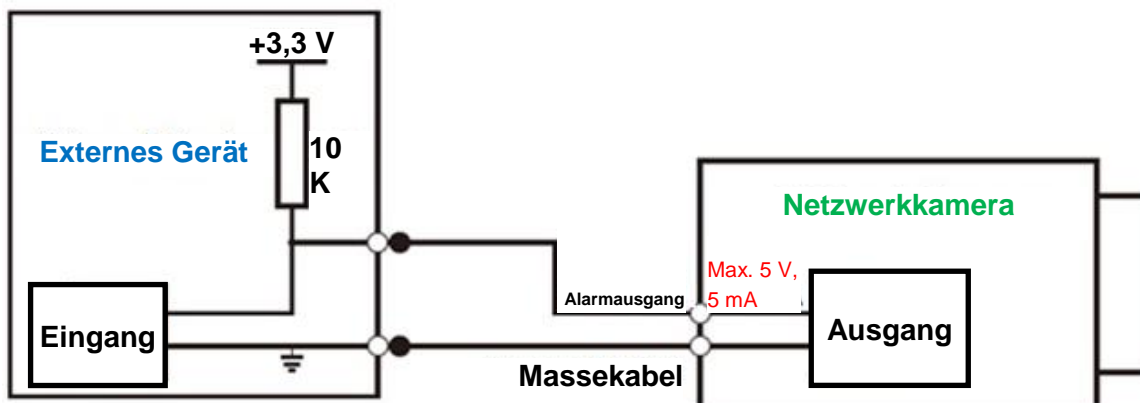 +3,3 V
Externes Gerät
10
K
Netzwerkkamera
Max. 5 V,
5 mA
Alarmausgang
Eingang
Ausgang
Massekabel